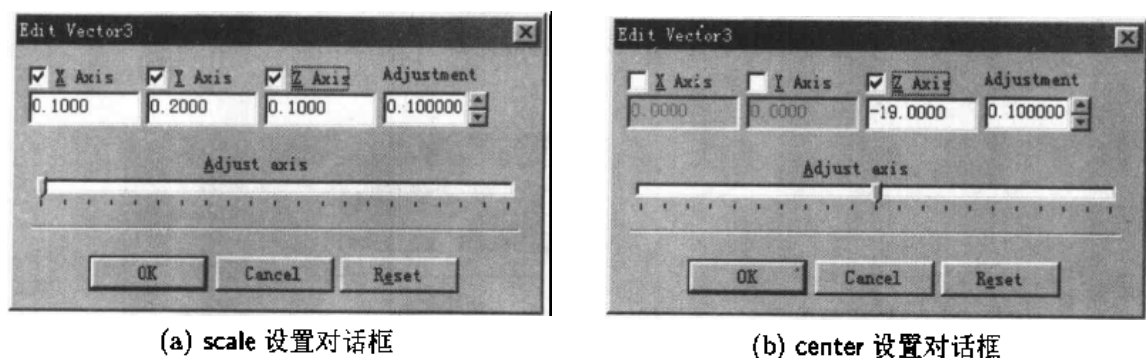 Edit Vector3
X Axis
Y Axis
Z Axis
Adjustment
0.1000
0.2000
0.1000
0.100000
Adjust axis
OK
Cancel
Reset
(a) scale 设置对话框
Edit Vector3
X Axis
Y Axis
Z Axis
Adjustment
0.0000
0.0000
-19.0000
0.100000
Adjust axis
OK
Cancel
Reset
(b) center 设置对话框